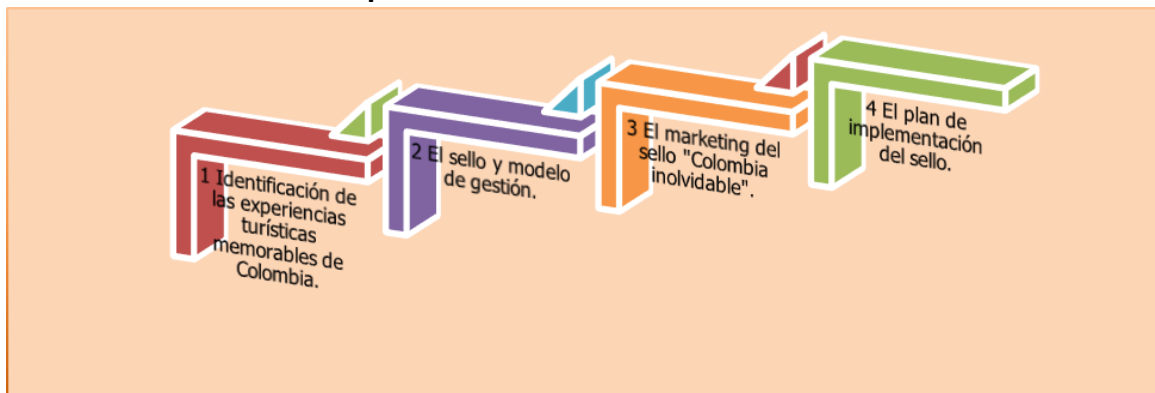 1 Identificación de
las experiencias
turísticas
memorables de
Colombia.
2 El sello y modelo
de gestión.
3 El marketing del
sello "Colombia
inolvidable".
4 El plan de
implementación
del sello.